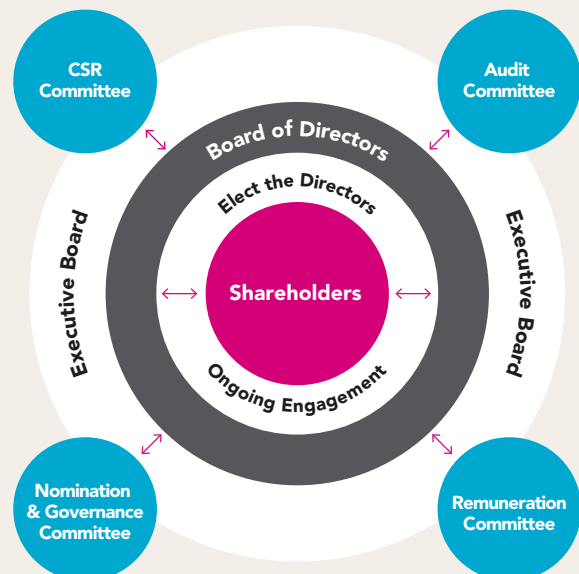 CSR
Committee
Audit
Committee
Board of Directors
Elect the Directors
Executive Board
Shareholders
Executive Board
Ongoing Engagement
Nomination
& Governance
Committee
Remuneration
Committee